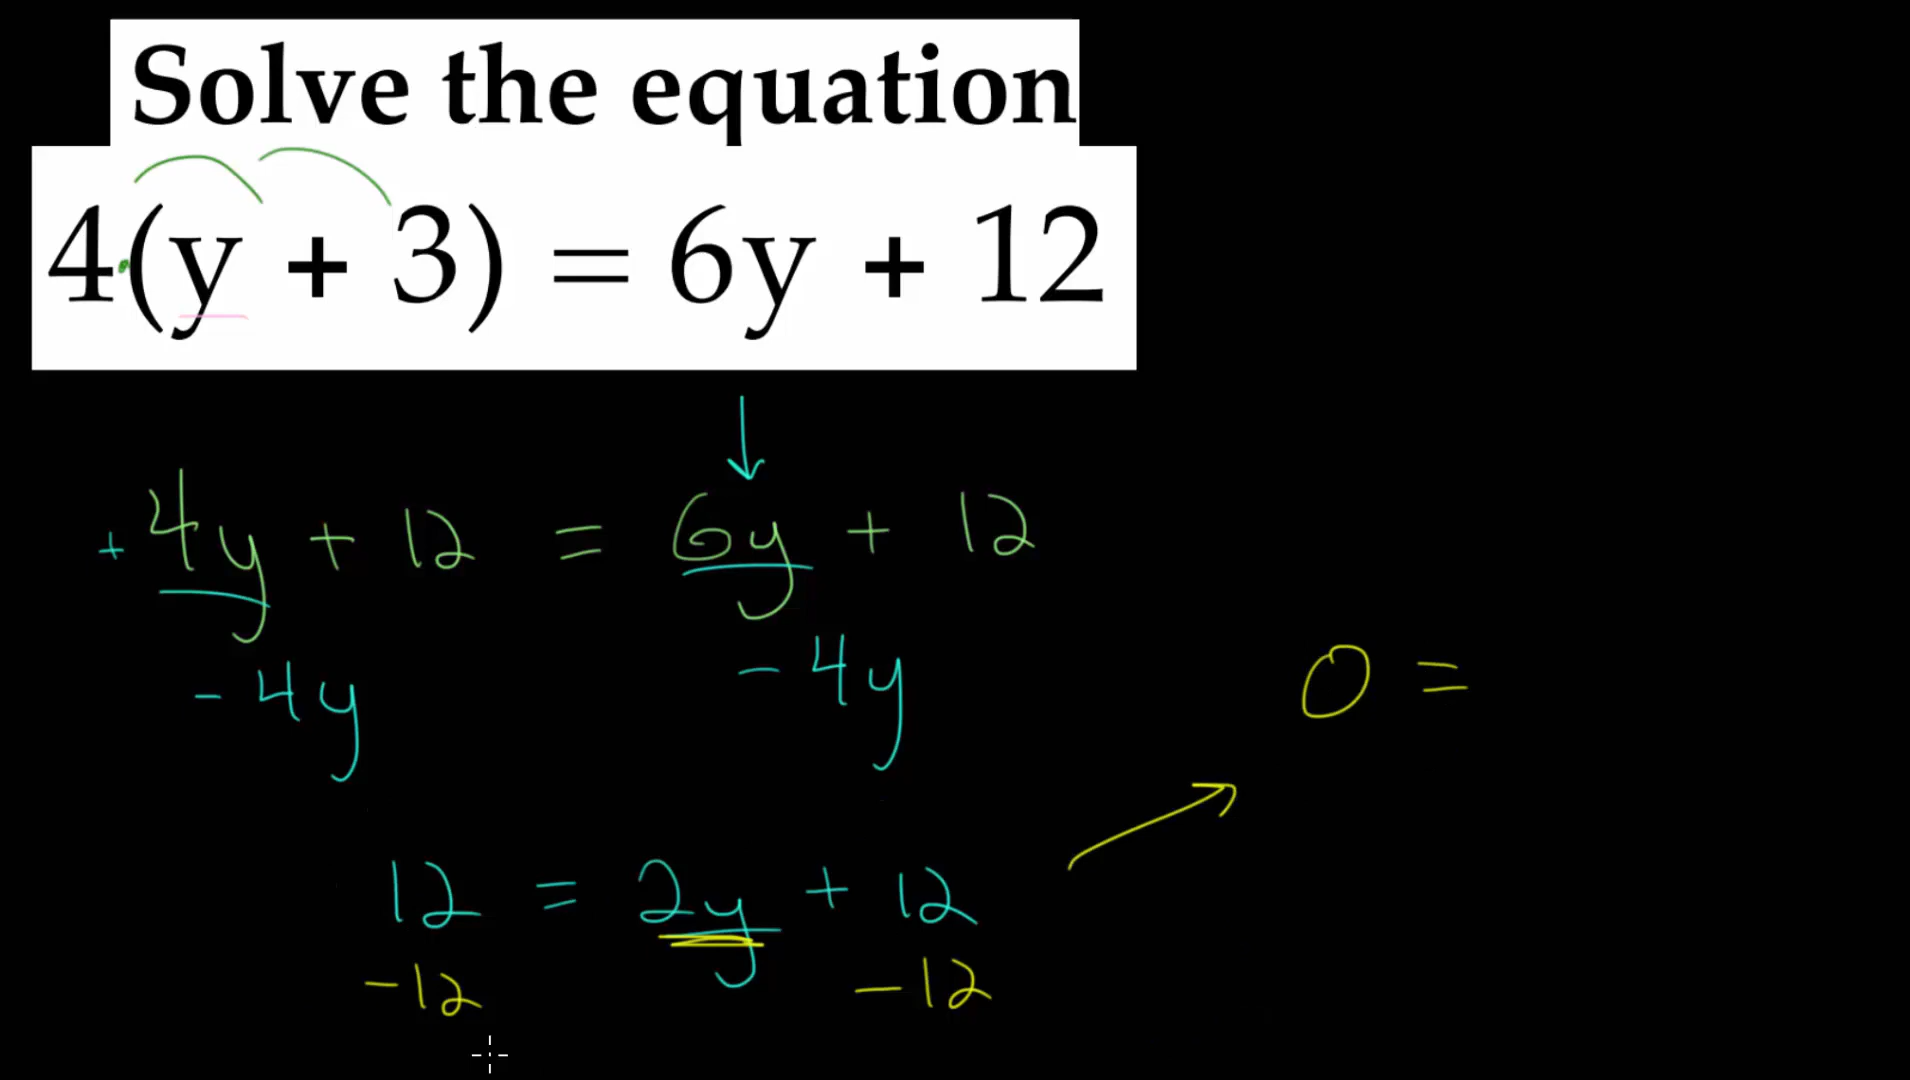 Solve the equation
4·(y + 3) = 6y + 12
+ 4y + 12 = 6y + 12
- 4y - 4y
0 =
12 = 2y + 12
-12 -12